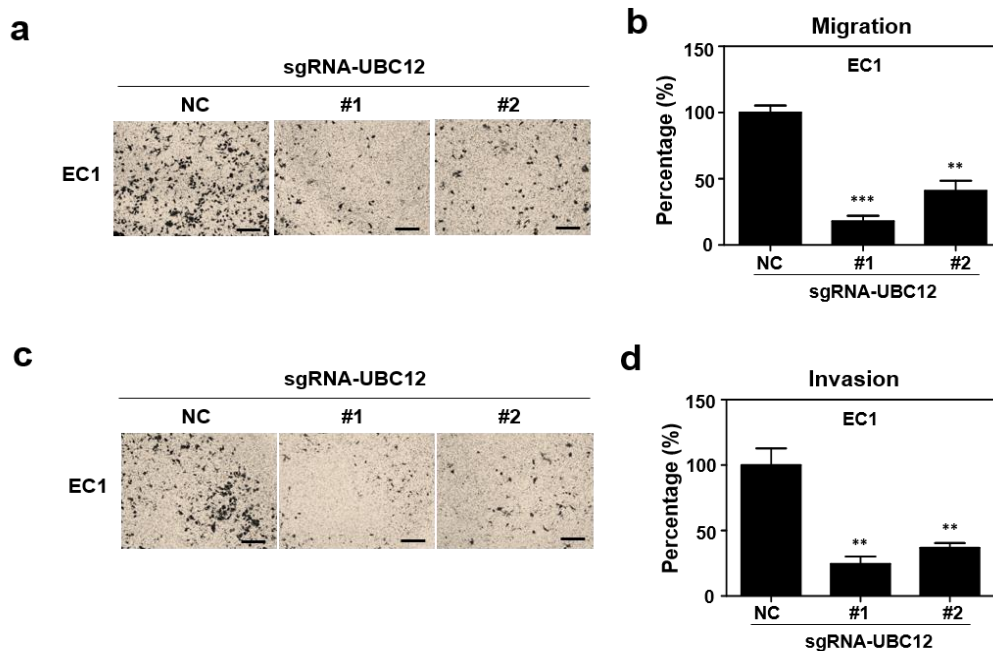 a
sgRNA-UBC12
NC #1 #2
EC1
b
Migration
EC1
Percentage (%)
150
100
50
0
***
**
NC #1 #2
sgRNA-UBC12
c
sgRNA-UBC12
NC #1 #2
EC1
d
Invasion
EC1
Percentage (%)
150
100
50
0
**
**
NC #1 #2
sgRNA-UBC12